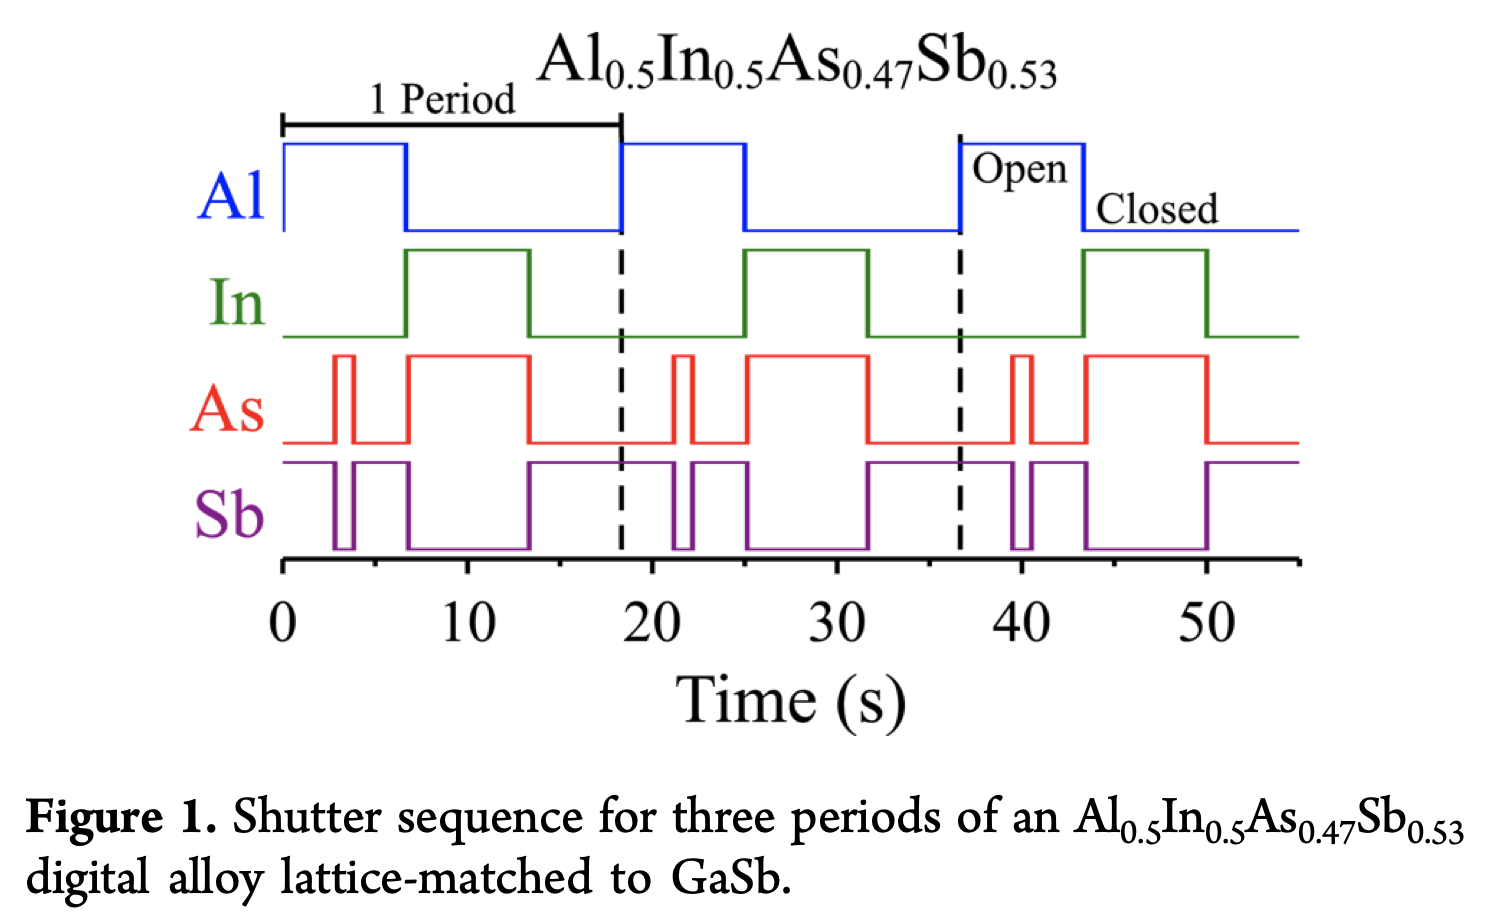 Al0.5In0.5As0.47Sb0.53
1 Period
Al
Open
Closed
In
As
Sb
0 10 20 30 40 50
Time (s)
Figure 1. Shutter sequence for three periods of an Al0.5In0.5As0.47Sb0.53
digital alloy lattice-matched to GaSb.